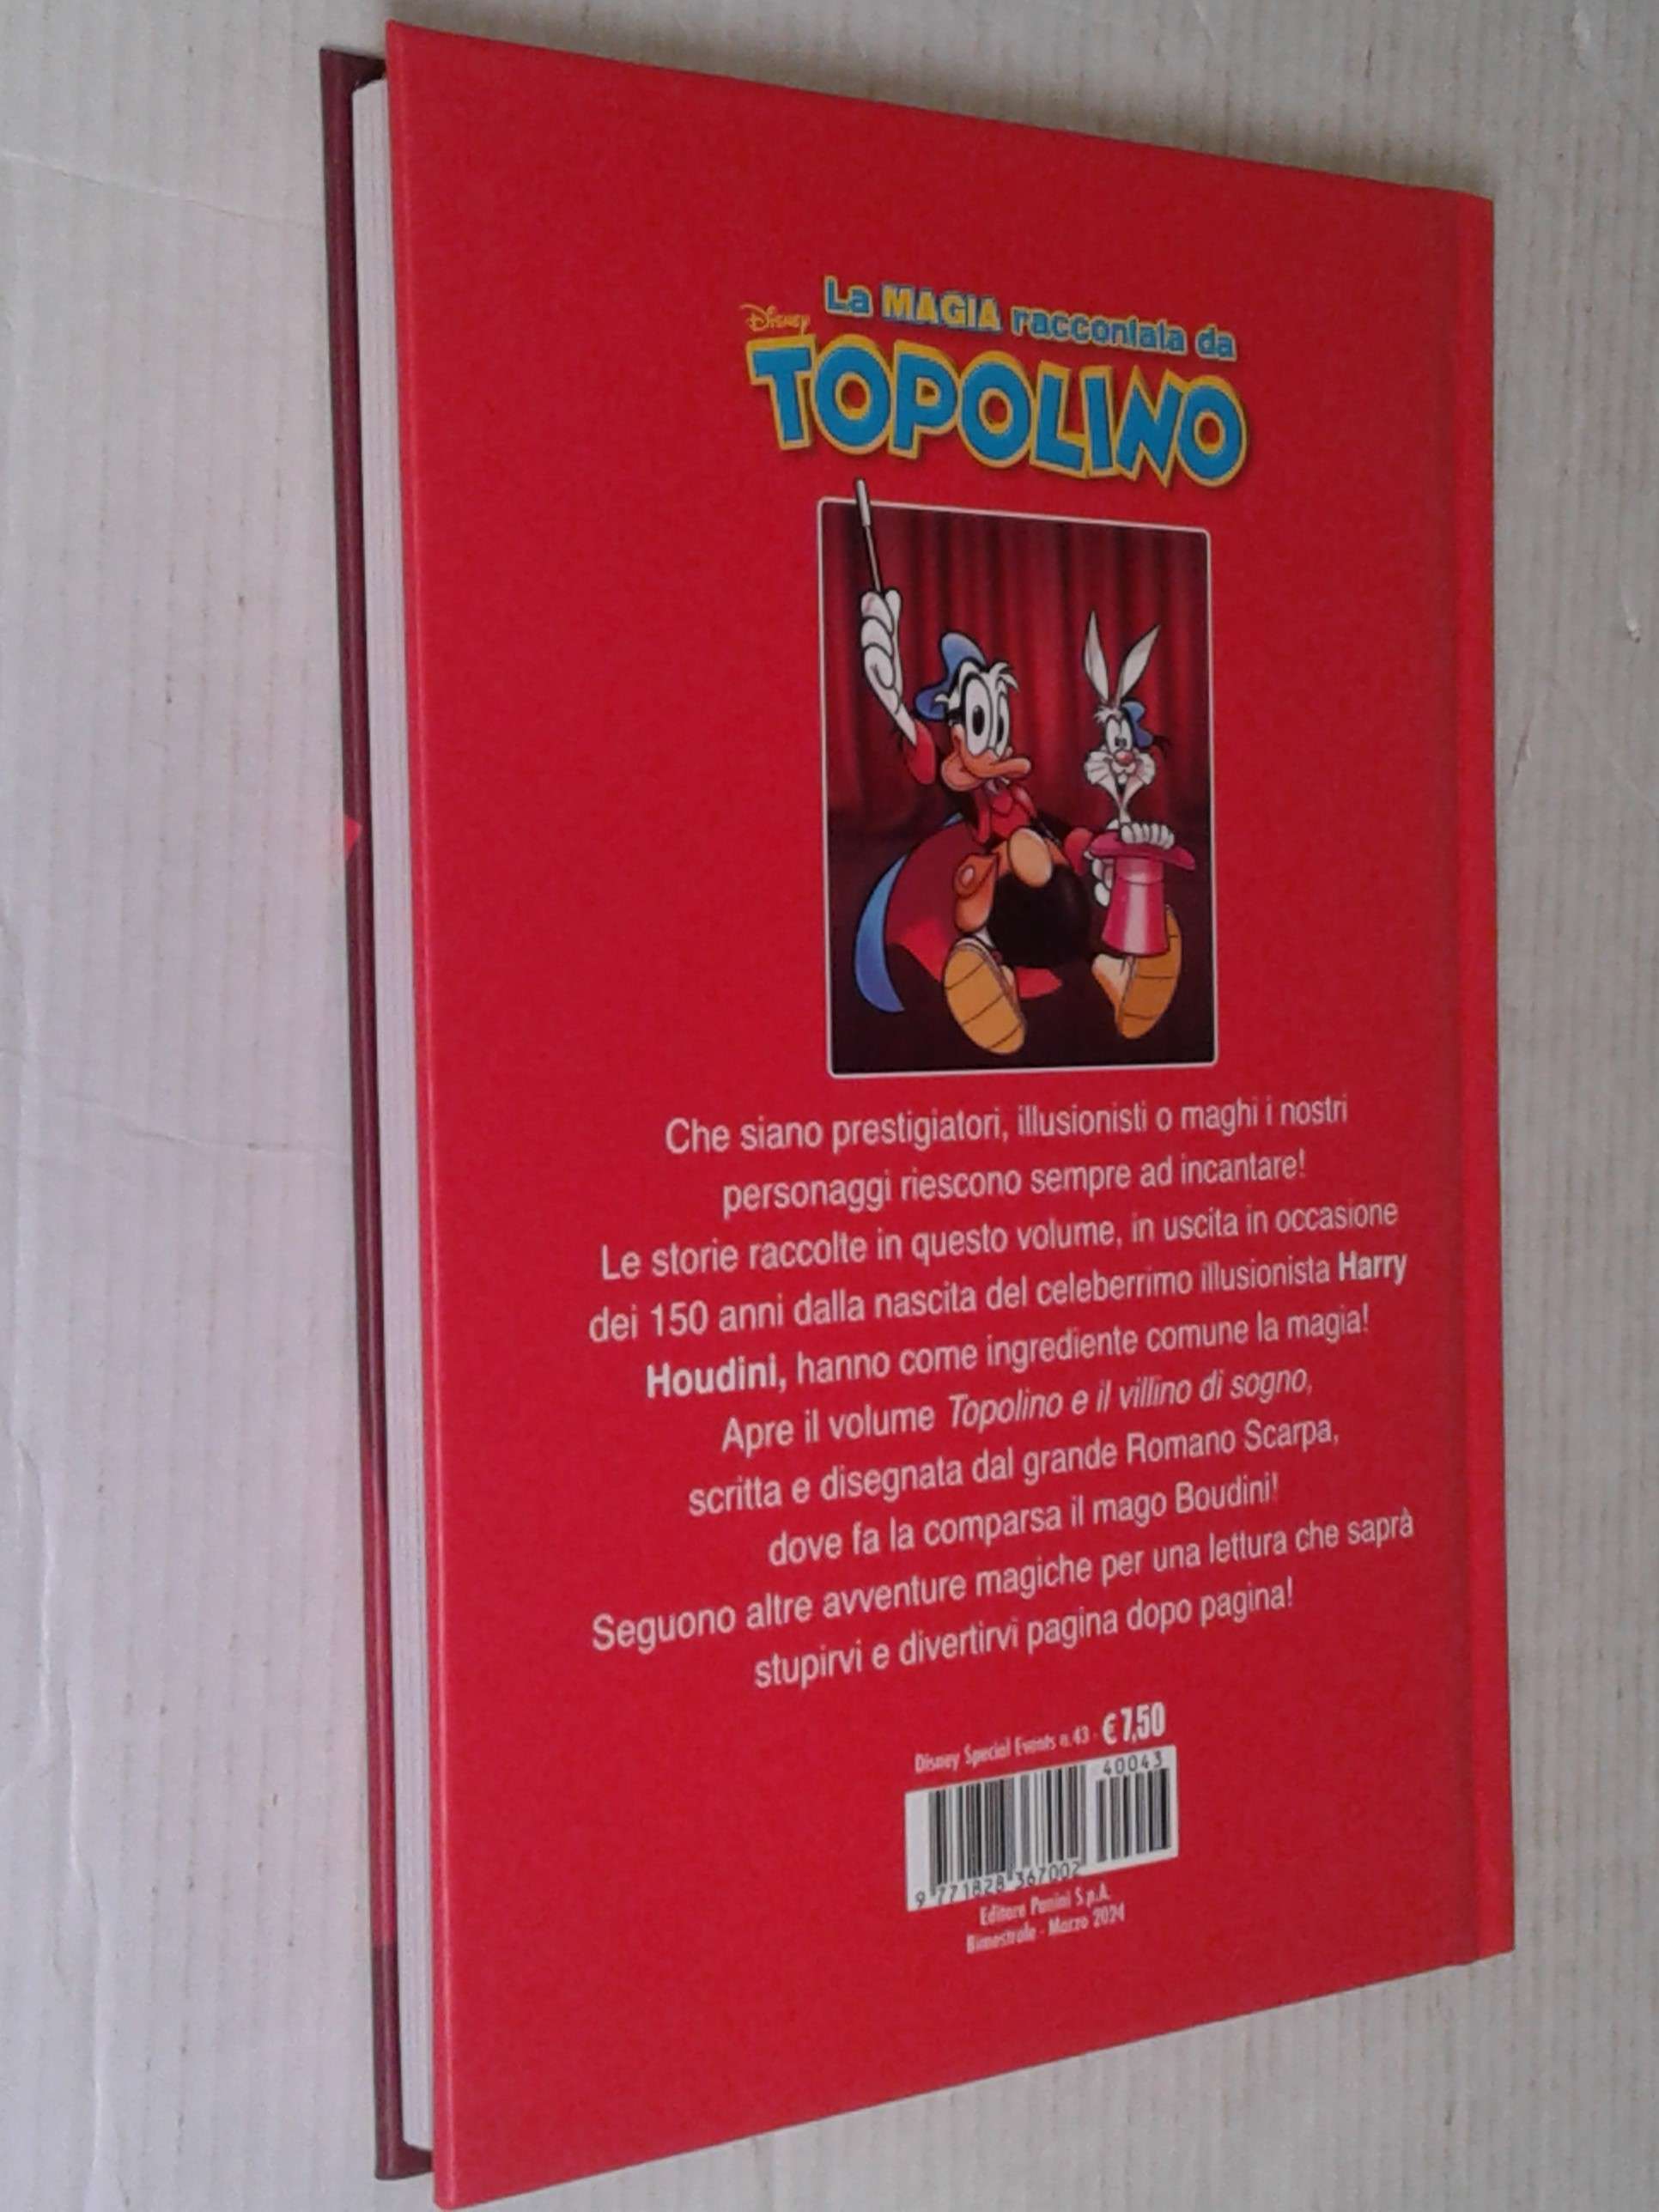 La MAGIA raccontata da
Disney
TOPOLINO
Che siano prestigiatori, illusionisti o maghi i nostri
personaggi riescono sempre ad incantare!
Le storie raccolte in questo volume, in uscita in occasione
dei 150 anni dalla nascita del celeberrimo illusionista Harry
Houdini, hanno come ingrediente comune la magia!
Apre il volume Topolino e il villino di sogno,
scritta e disegnata dal grande Romano Scarpa,
dove fa la comparsa il mago Boudini!
Seguono altre avventure magiche per una lettura che saprà
stupirvi e divertirvi pagina dopo pagina!
Disney Special Events n.43 - € 7,50
40043
9 771828 367002
Editore Panini S.p.A.
Bimestrale - Marzo 2024